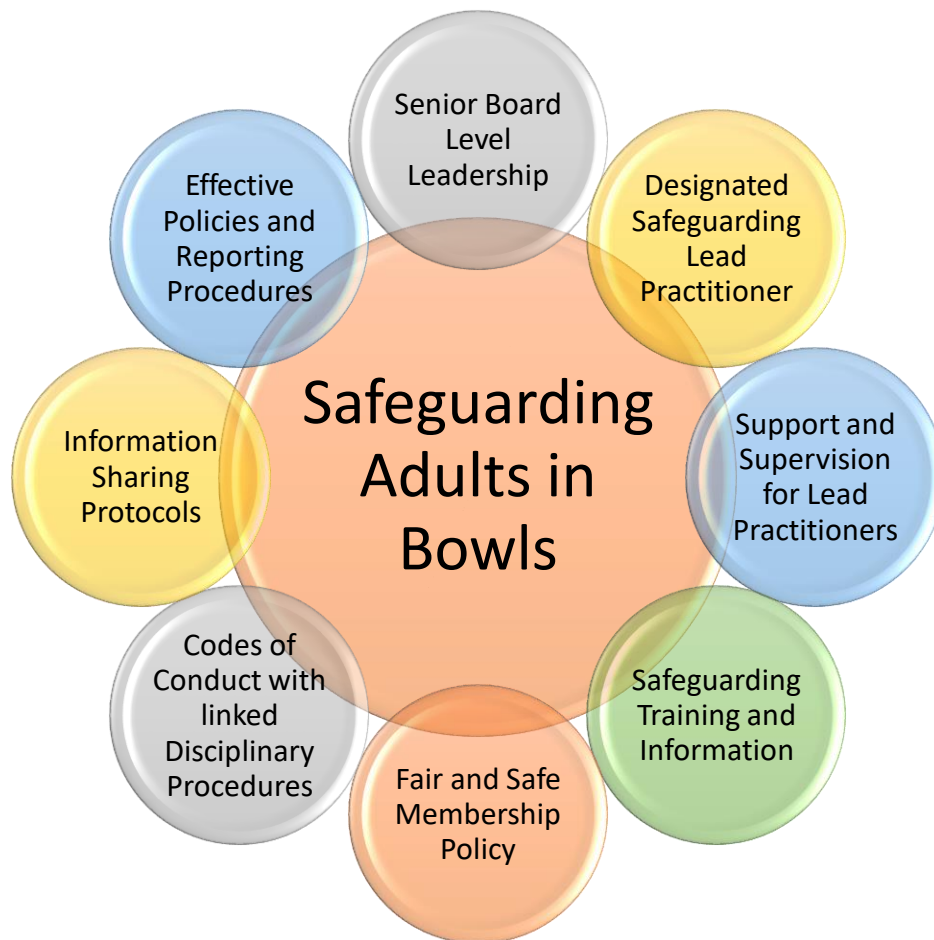 Senior Board
Level
Leadership
Designated
Safeguarding
Lead
Practitioner
Support and
Supervision
for Lead
Practitioners
Safeguarding
Training and
Information
Fair and Safe
Membership
Policy
Codes of
Conduct with
linked
Disciplinary
Procedures
Information
Sharing
Protocols
Effective
Policies and
Reporting
Procedures
Safeguarding
Adults in
Bowls